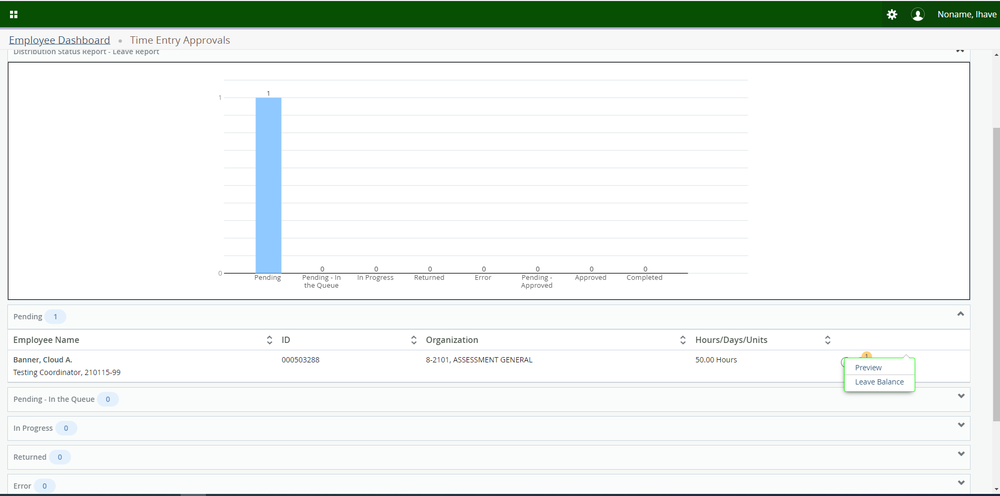 Noname, Ihave
Employee Dashboard • Time Entry Approvals
Distribution Status Report - Leave Report
1
1
0
0
0
0
0
0
0
0
Pending
Pending - In the Queue
In Progress
Returned
Error
Pending - Approved
Approved
Completed
Pending 1
Employee Name ID Organization Hours/Days/Units
Banner, Cloud A. 000503288 8-2101, ASSESSMENT GENERAL 50.00 Hours 1
Testing Coordinator, 210115-99
Preview
Leave Balance
Pending - In the Queue 0
In Progress 0
Returned 0
Error 0